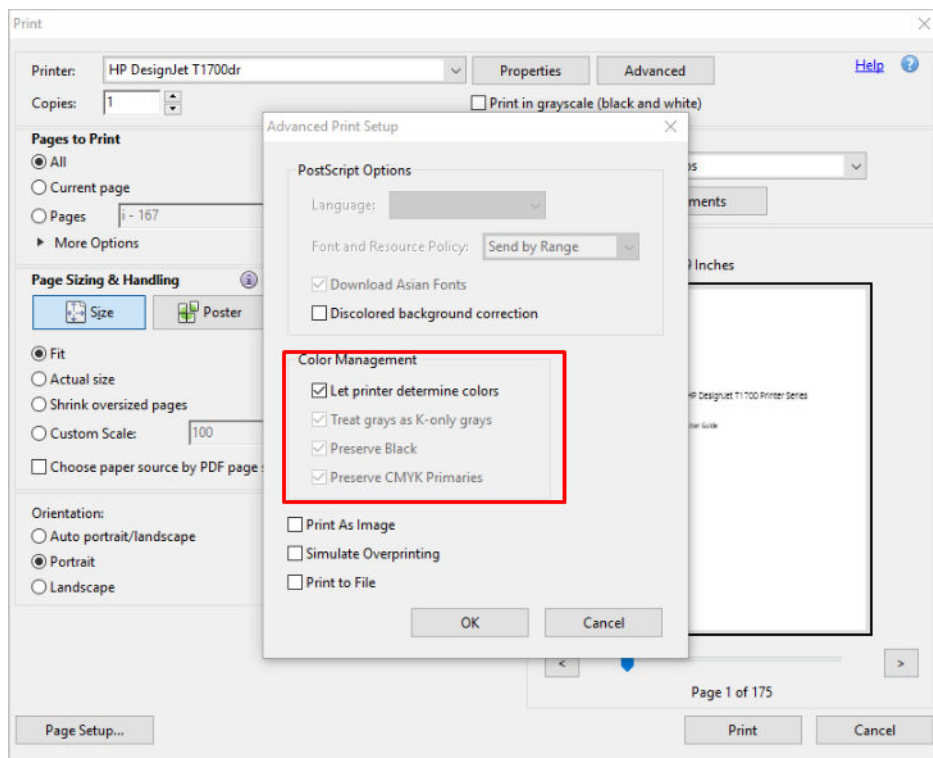 Print
Printer: HP DesignJet T1700dr Properties Advanced Help
Copies: 1 Print in grayscale (black and white)
Pages to Print
All
Current page
Pages i - 167
More Options
Page Sizing & Handling
Size Poster
Fit
Actual size
Shrink oversized pages
Custom Scale: 100
Choose paper source by PDF page
Orientation:
Auto portrait/landscape
Portrait
Landscape
Advanced Print Setup
PostScript Options
Language:
Font and Resource Policy: Send by Range
Download Asian Fonts
Discolored background correction
Color Management
Let printer determine colors
Treat grays as K-only grays
Preserve Black
Preserve CMYK Primaries
Print As Image
Simulate Overprinting
Print to File
OK Cancel
Inches
HP DesignJet T1700 Printer Series
User Guide
< >
Page 1 of 175
Page Setup... Print Cancel